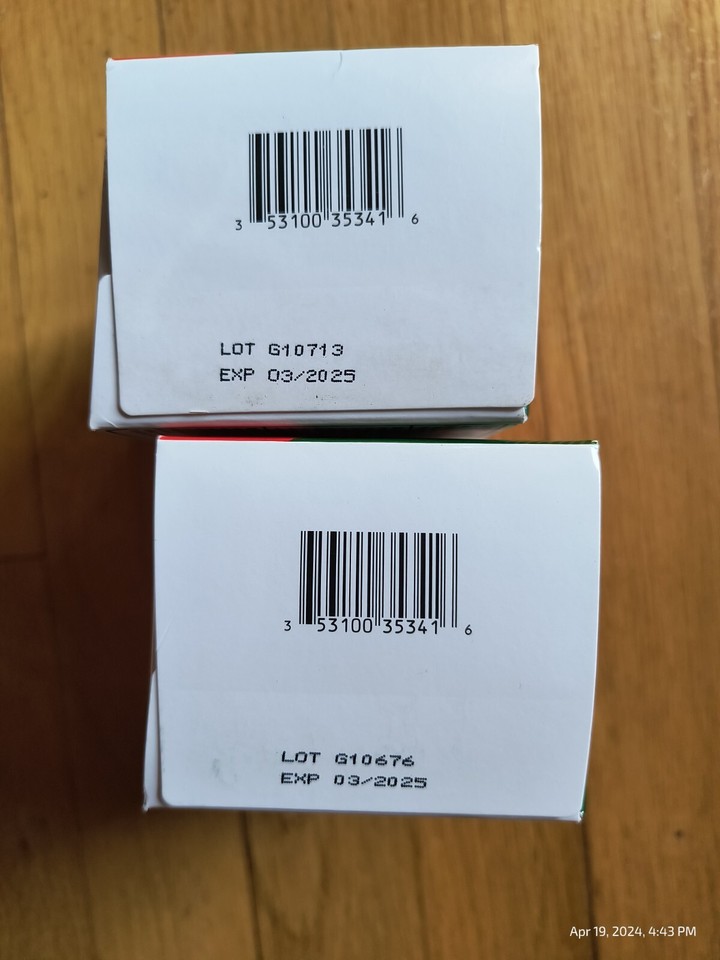 3 53100 35341 6
LOT G10713
EXP 03/2025
3 53100 35341 6
LOT G10676
EXP 03/2025
Apr 19, 2024, 4:43 PM